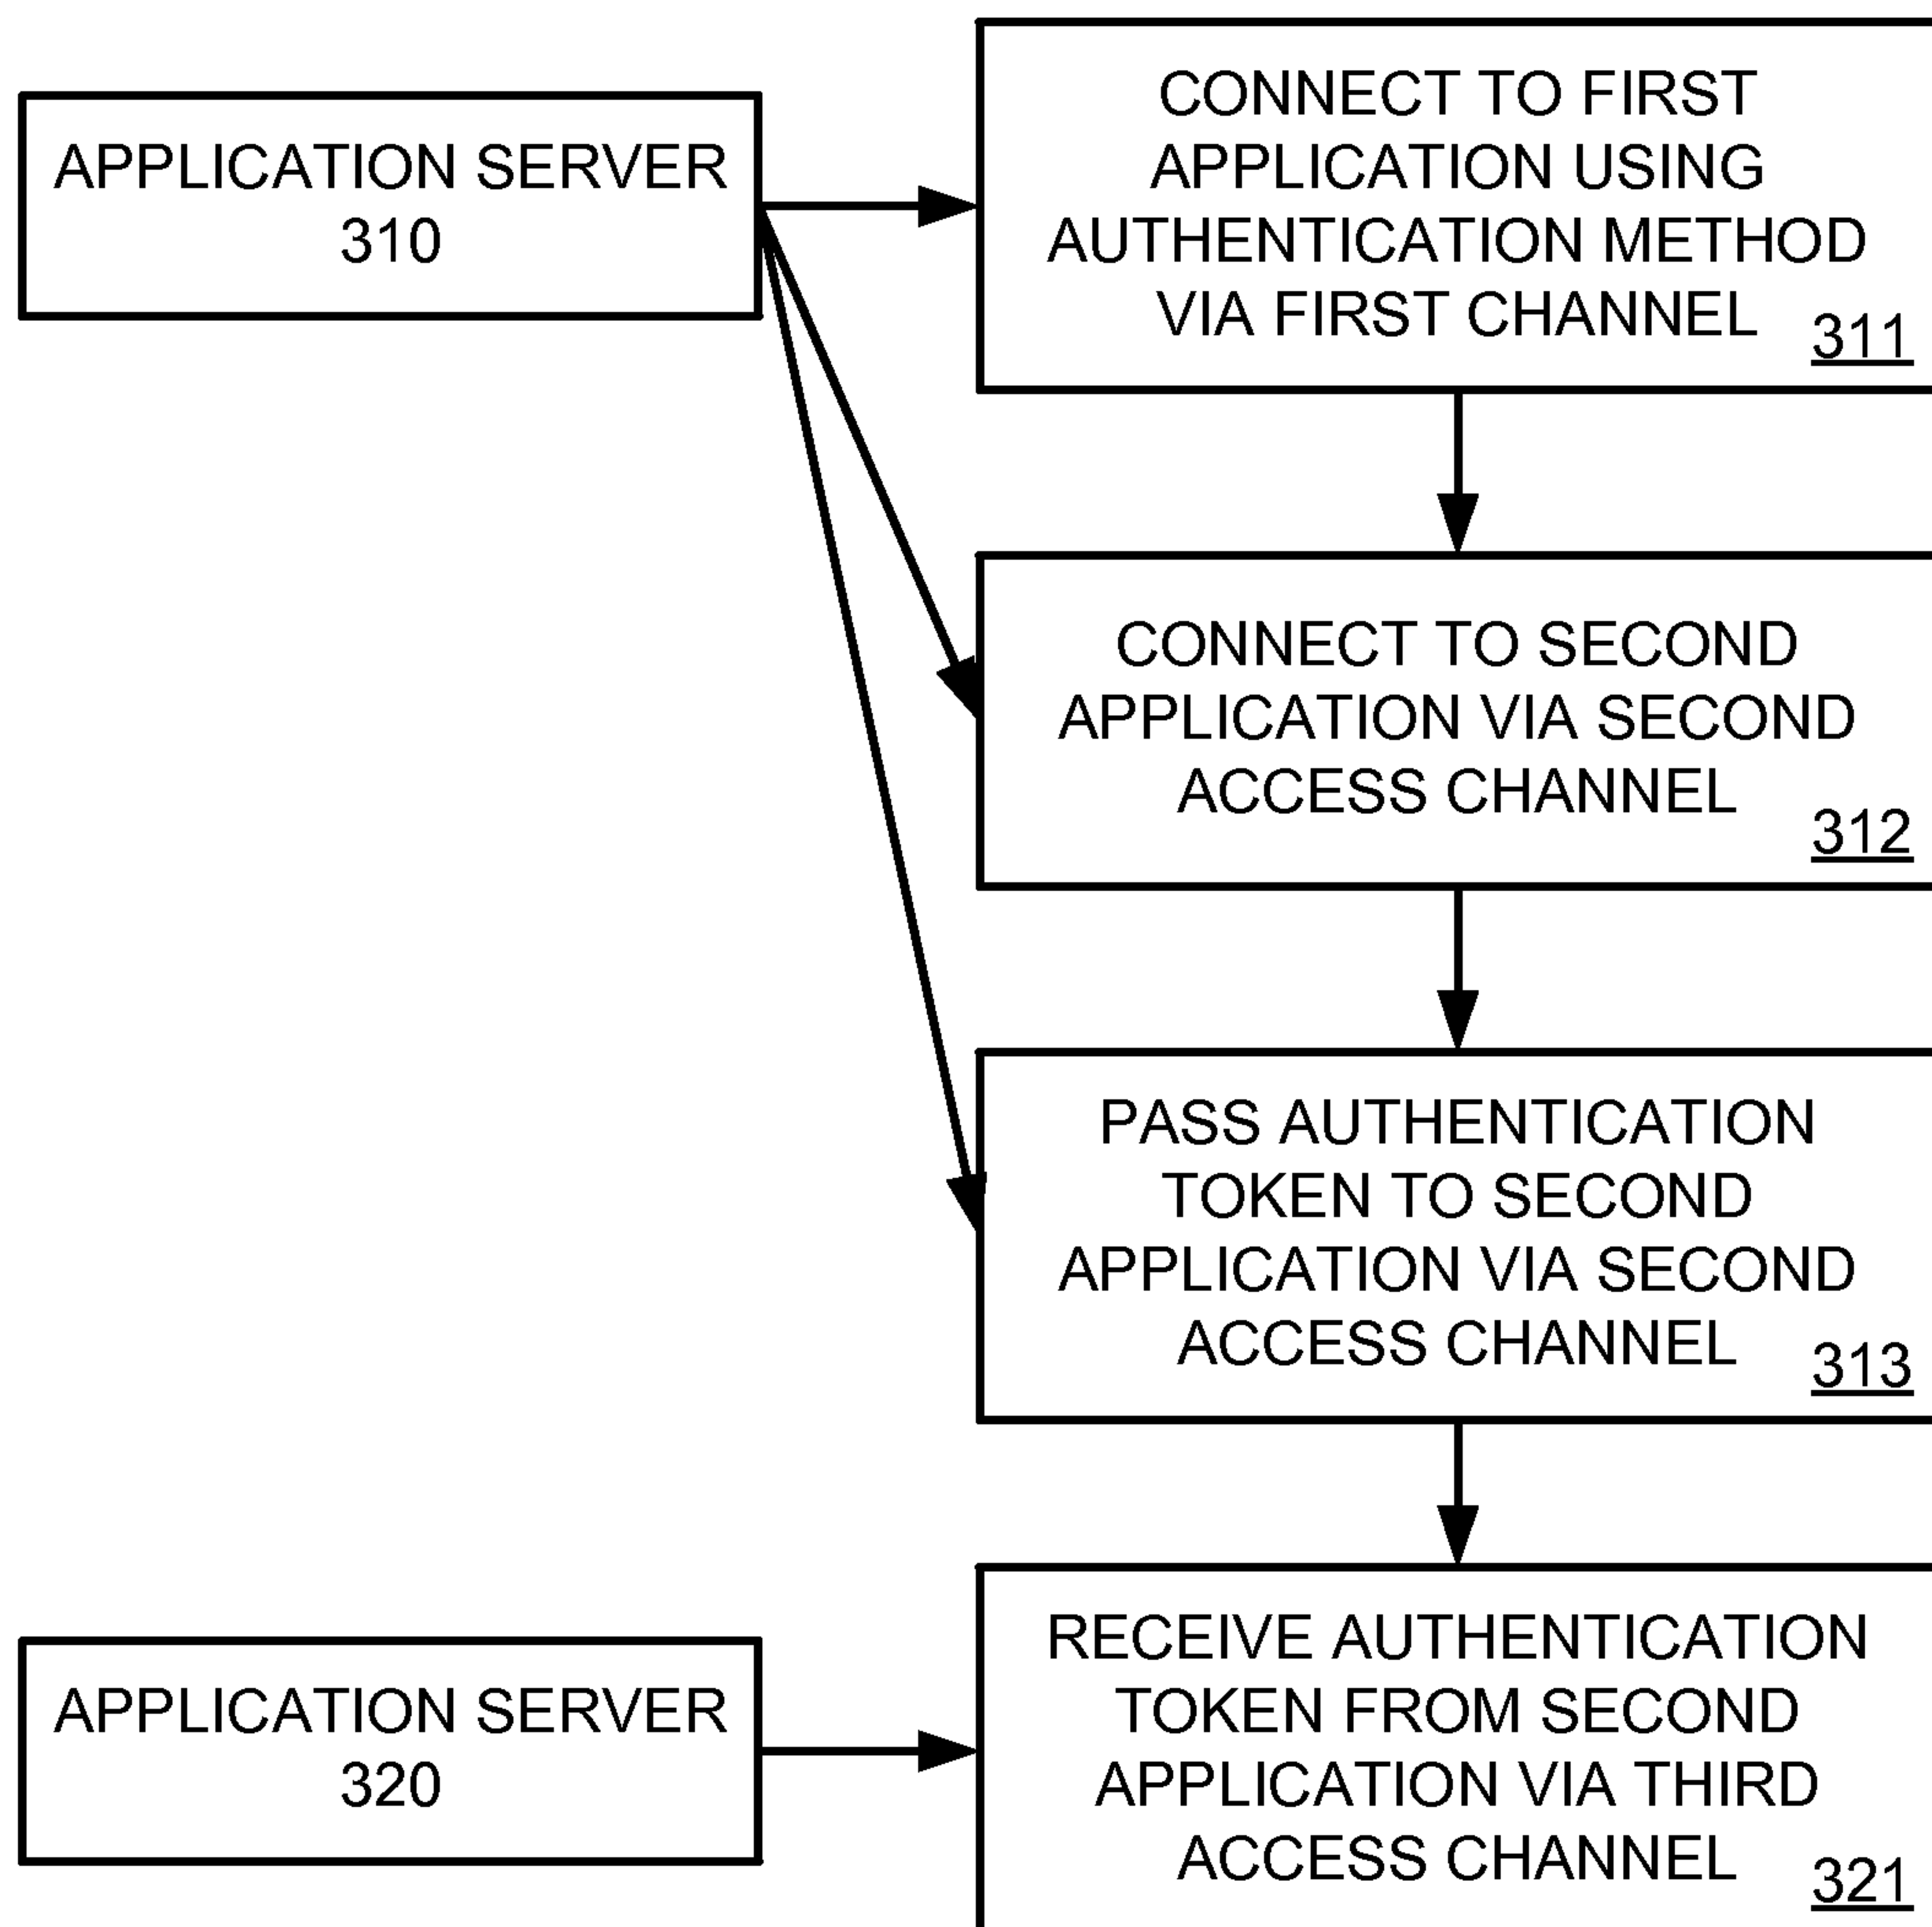 APPLICATION SERVER
310
CONNECT TO FIRST
APPLICATION USING
AUTHENTICATION METHOD
VIA FIRST CHANNEL
311
CONNECT TO SECOND
APPLICATION VIA SECOND
ACCESS CHANNEL
312
PASS AUTHENTICATION
TOKEN TO SECOND
APPLICATION VIA SECOND
ACCESS CHANNEL
313
APPLICATION SERVER
320
RECEIVE AUTHENTICATION
TOKEN FROM SECOND
APPLICATION VIA THIRD
ACCESS CHANNEL
321